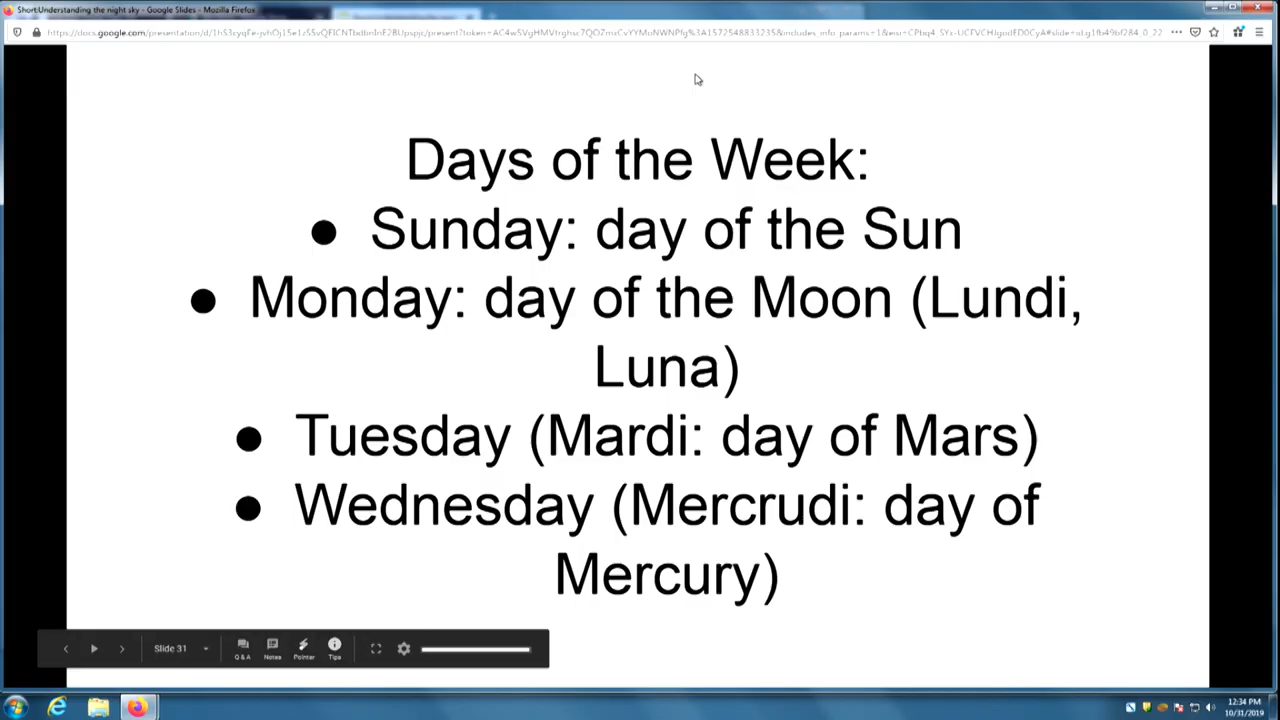 Short:Understanding the night sky - Google Slides - Mozilla Firefox
Days of the Week:
● Sunday: day of the Sun
● Monday: day of the Moon (Lundi,
Luna)
● Tuesday (Mardi: day of Mars)
● Wednesday (Mercrudi: day of
Mercury)
Slide 31
Q & A Notes Pointer Tips
12:34 PM
10/31/2019